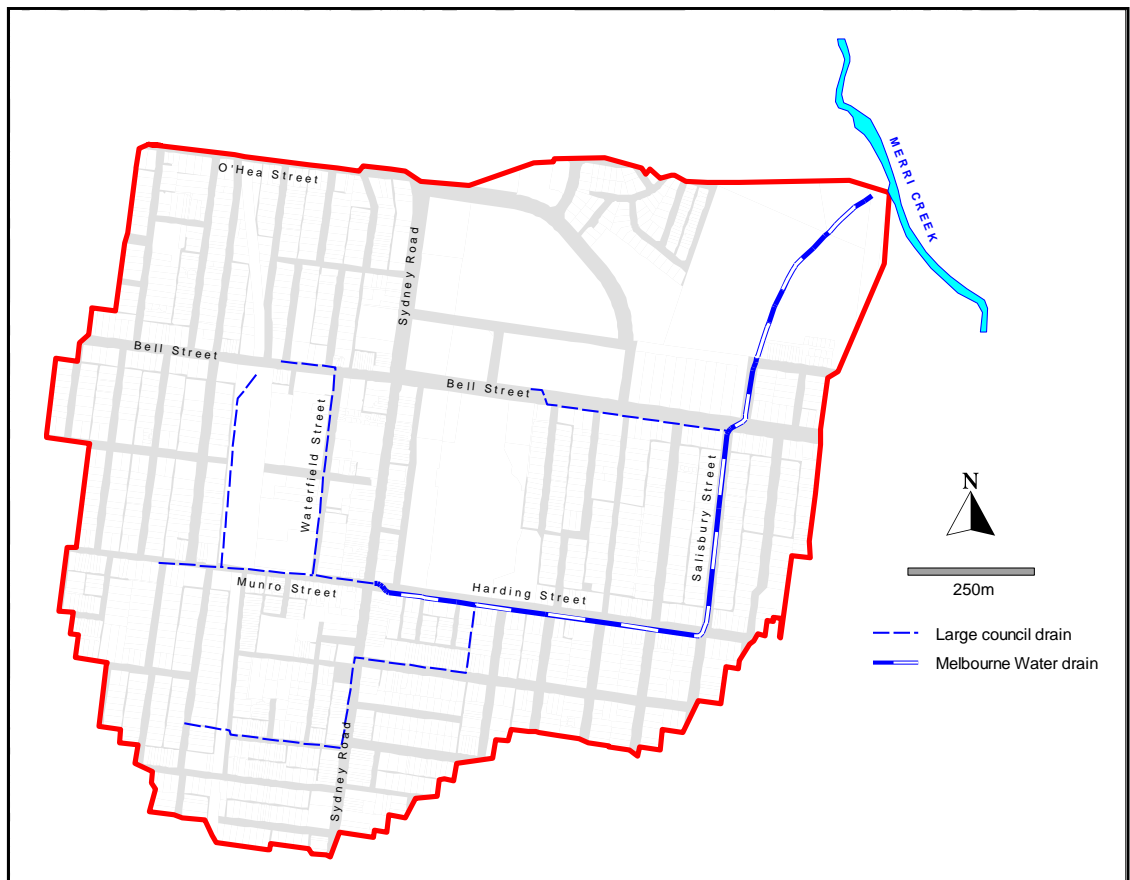 MERRI CREEK
O'Hea Street
Sydney Road
Bell Street
Bell Street
Waterfield Street
Salisbury Street
N
250m
Munro Street
Harding Street
Large council drain
Melbourne Water drain
Sydney Road